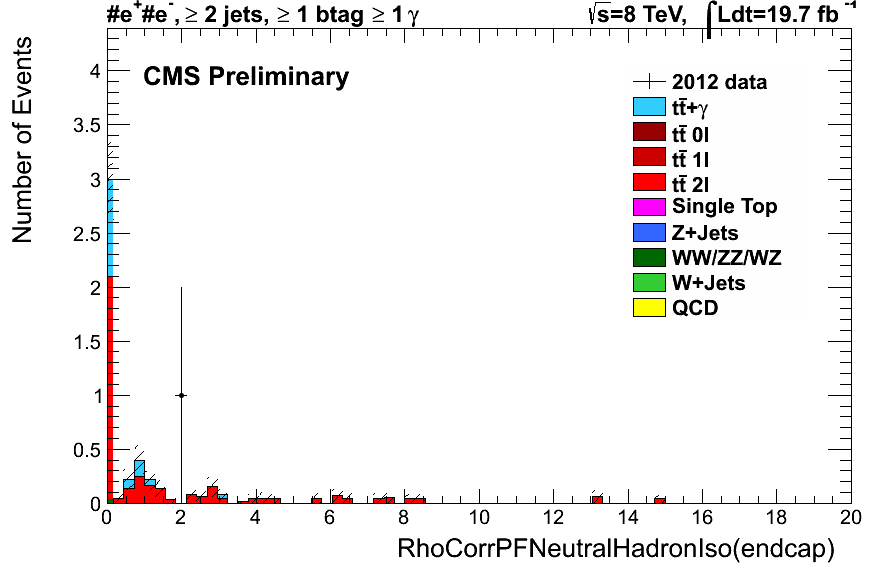 #e⁺#e⁻, ≥ 2 jets, ≥ 1 btag ≥ 1 γ
√s=8 TeV, ∫Ldt=19.7 fb⁻¹
CMS Preliminary
2012 data
tt̄+γ
tt̄ 0l
tt̄ 1l
tt̄ 2l
Single Top
Z+Jets
WW/ZZ/WZ
W+Jets
QCD
Number of Events
4
3.5
3
2.5
2
1.5
1
0.5
0
0 2 4 6 8 10 12 14 16 18 20
RhoCorrPFNeutralHadronIso(endcap)